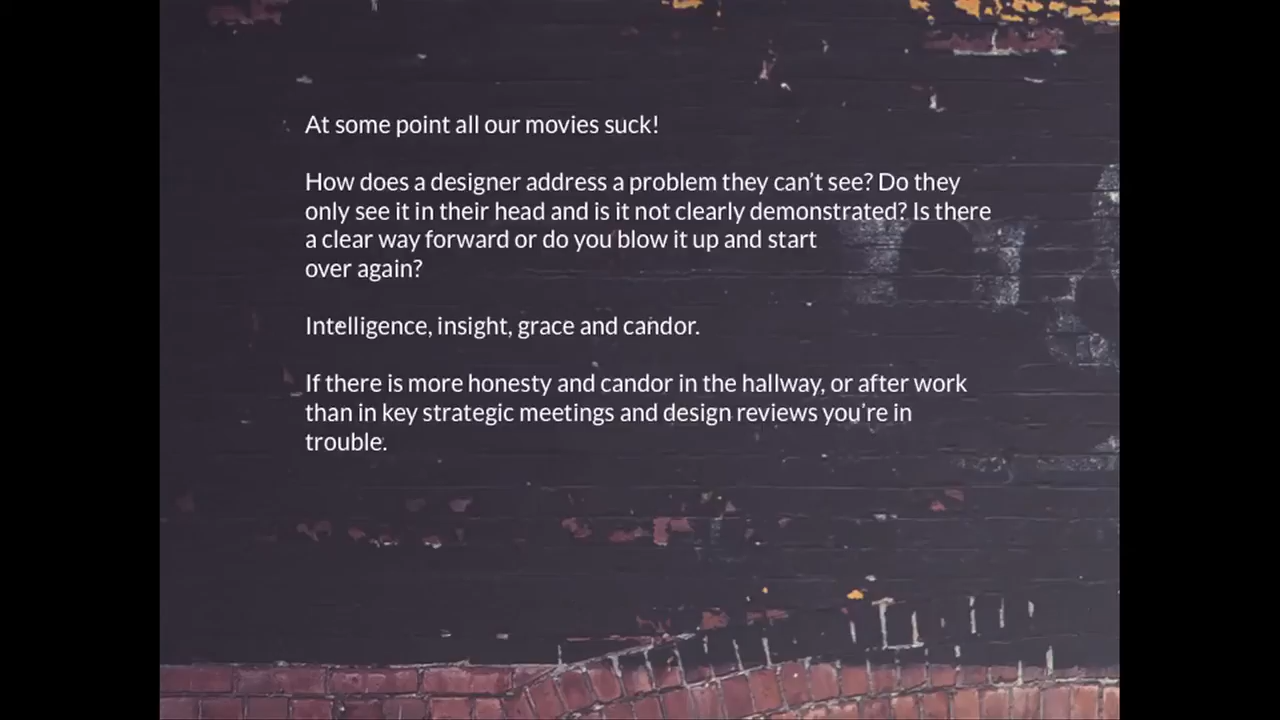 At some point all our movies suck!
How does a designer address a problem they can't see? Do they
only see it in their head and is it not clearly demonstrated? Is there
a clear way forward or do you blow it up and start
over again?
Intelligence, insight, grace and candor.
If there is more honesty and candor in the hallway, or after work
than in key strategic meetings and design reviews you're in
trouble.